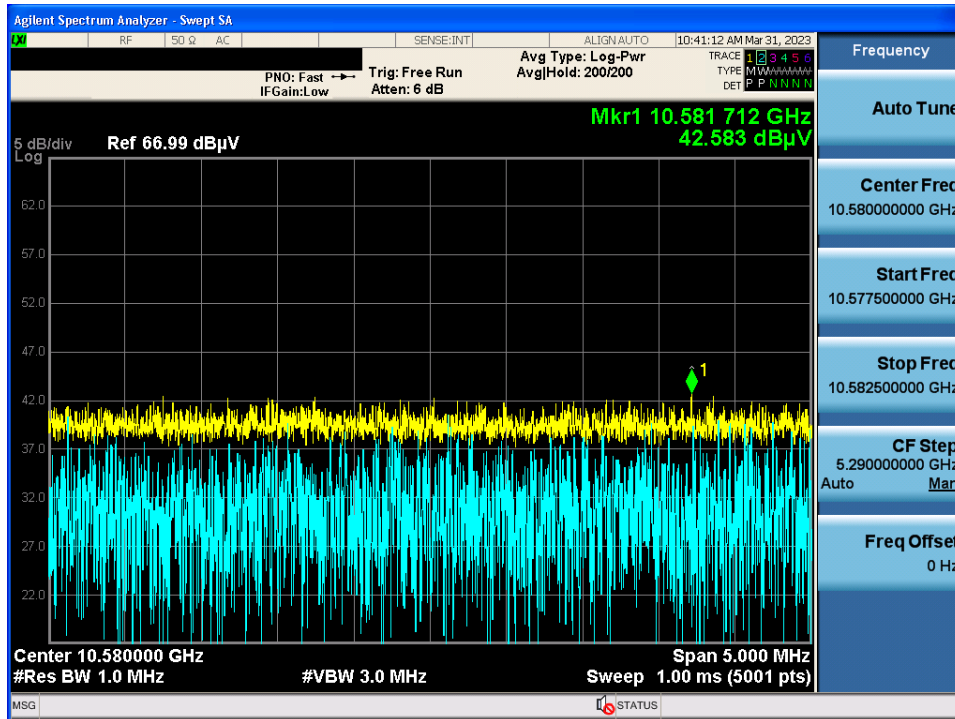 Agilent Spectrum Analyzer - Swept SA
LXI RF 50 Ω AC SENSE:INT ALIGN AUTO 10:41:12 AM Mar 31, 2023
Frequency
PNO: Fast Trig: Free Run Avg Type: Log-Pwr TRACE 1 2 3 4 5 6
IFGain:Low Atten: 6 dB Avg|Hold: 200/200 TYPE M WWWWW
DET P P N N N N
Auto Tune
Mkr1 10.581 712 GHz
42.583 dBµV
5 dB/div Ref 66.99 dBµV
Log
62.0
57.0
52.0
47.0
42.0
37.0
32.0
27.0
22.0
1
Center Freq
10.580000000 GHz
Start Freq
10.577500000 GHz
Stop Freq
10.582500000 GHz
CF Step
5.290000000 GHz
Auto Man
Freq Offset
0 Hz
Center 10.580000 GHz Span 5.000 MHz
#Res BW 1.0 MHz #VBW 3.0 MHz Sweep 1.00 ms (5001 pts)
MSG STATUS